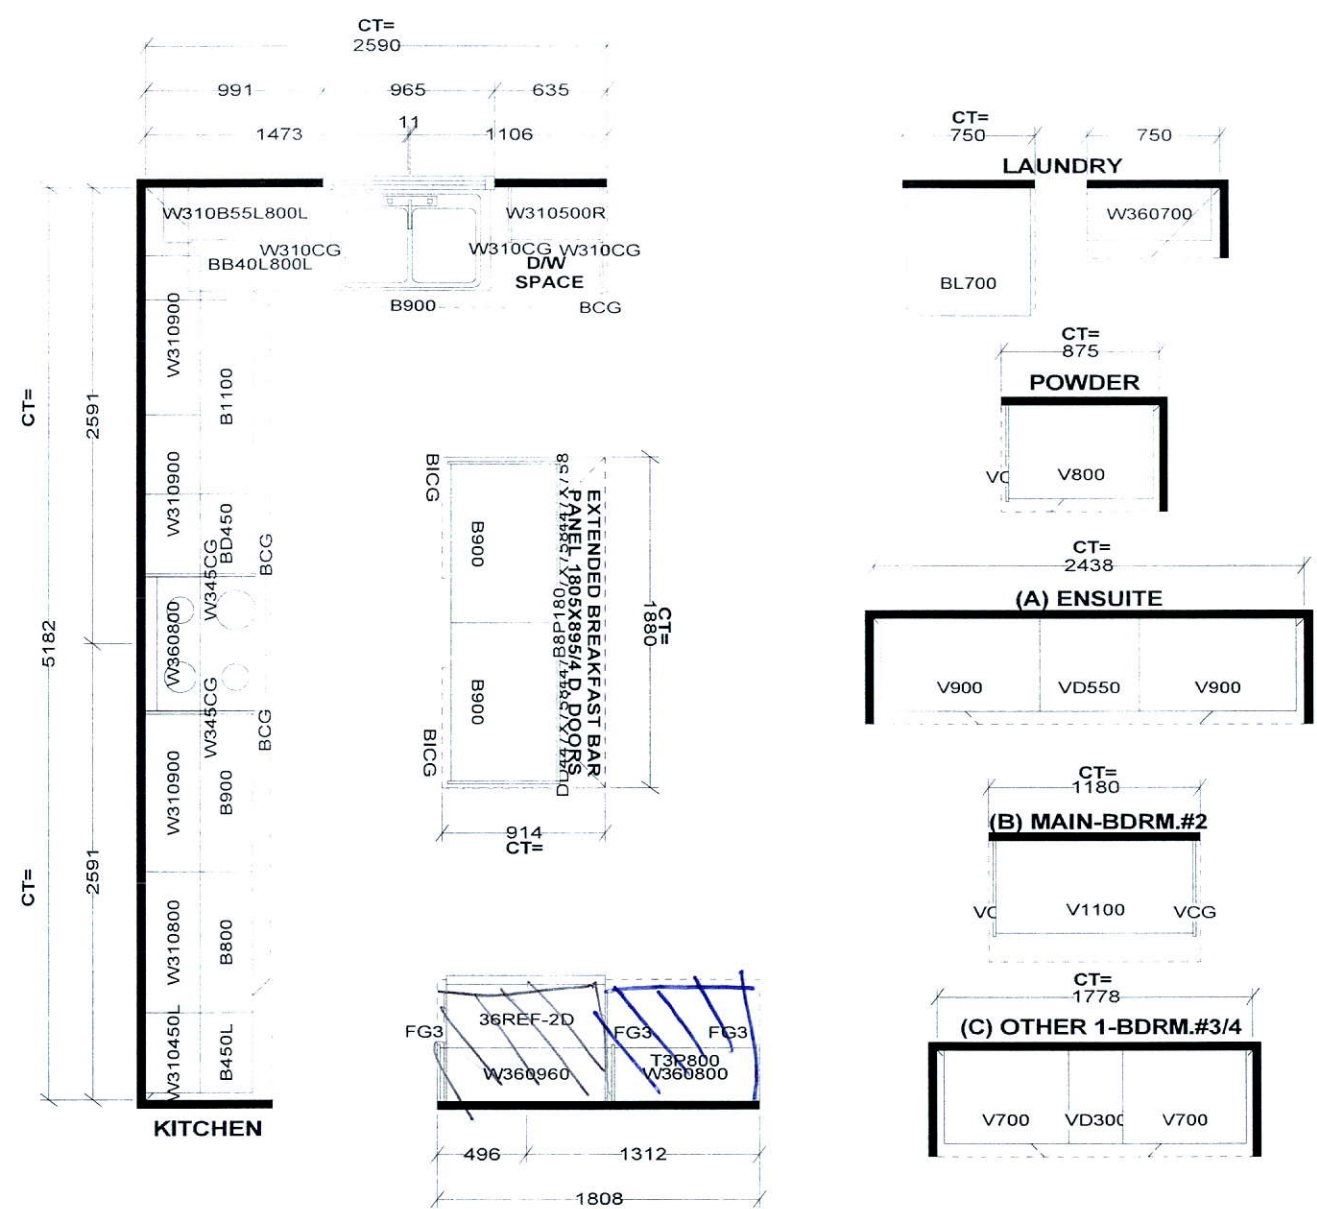 CT=
2590
991
965
635
1473
11
1106
W310B55L800L
W310500R
W310CG
W310CG
W310CG
BB40L800L
D/W
SPACE
B900
BCG
W310900
B1100
CT=
2591
W310900
BD450
W345CG
BCG
W360800
5182
W345CG
BCG
W310900
B900
CT=
2591
W310800
B800
W310450L
B450L
KITCHEN
BICG
B900
B900
BICG
EXTENDED BREAKFAST BAR
PANEL 1805X895/4 D. DOORS
CT=
1880
914
CT=
36REF-2D
FG3
FG3
FG3
T3P800
W360960
W360800
496
1312
1808
CT=
750
750
LAUNDRY
W360700
BL700
CT=
875
POWDER
V800
CT=
2438
(A) ENSUITE
V900
VD550
V900
CT=
1180
(B) MAIN-BDRM.#2
V1100
VCG
CT=
1778
(C) OTHER 1-BDRM.#3/4
V700
VD300
V700